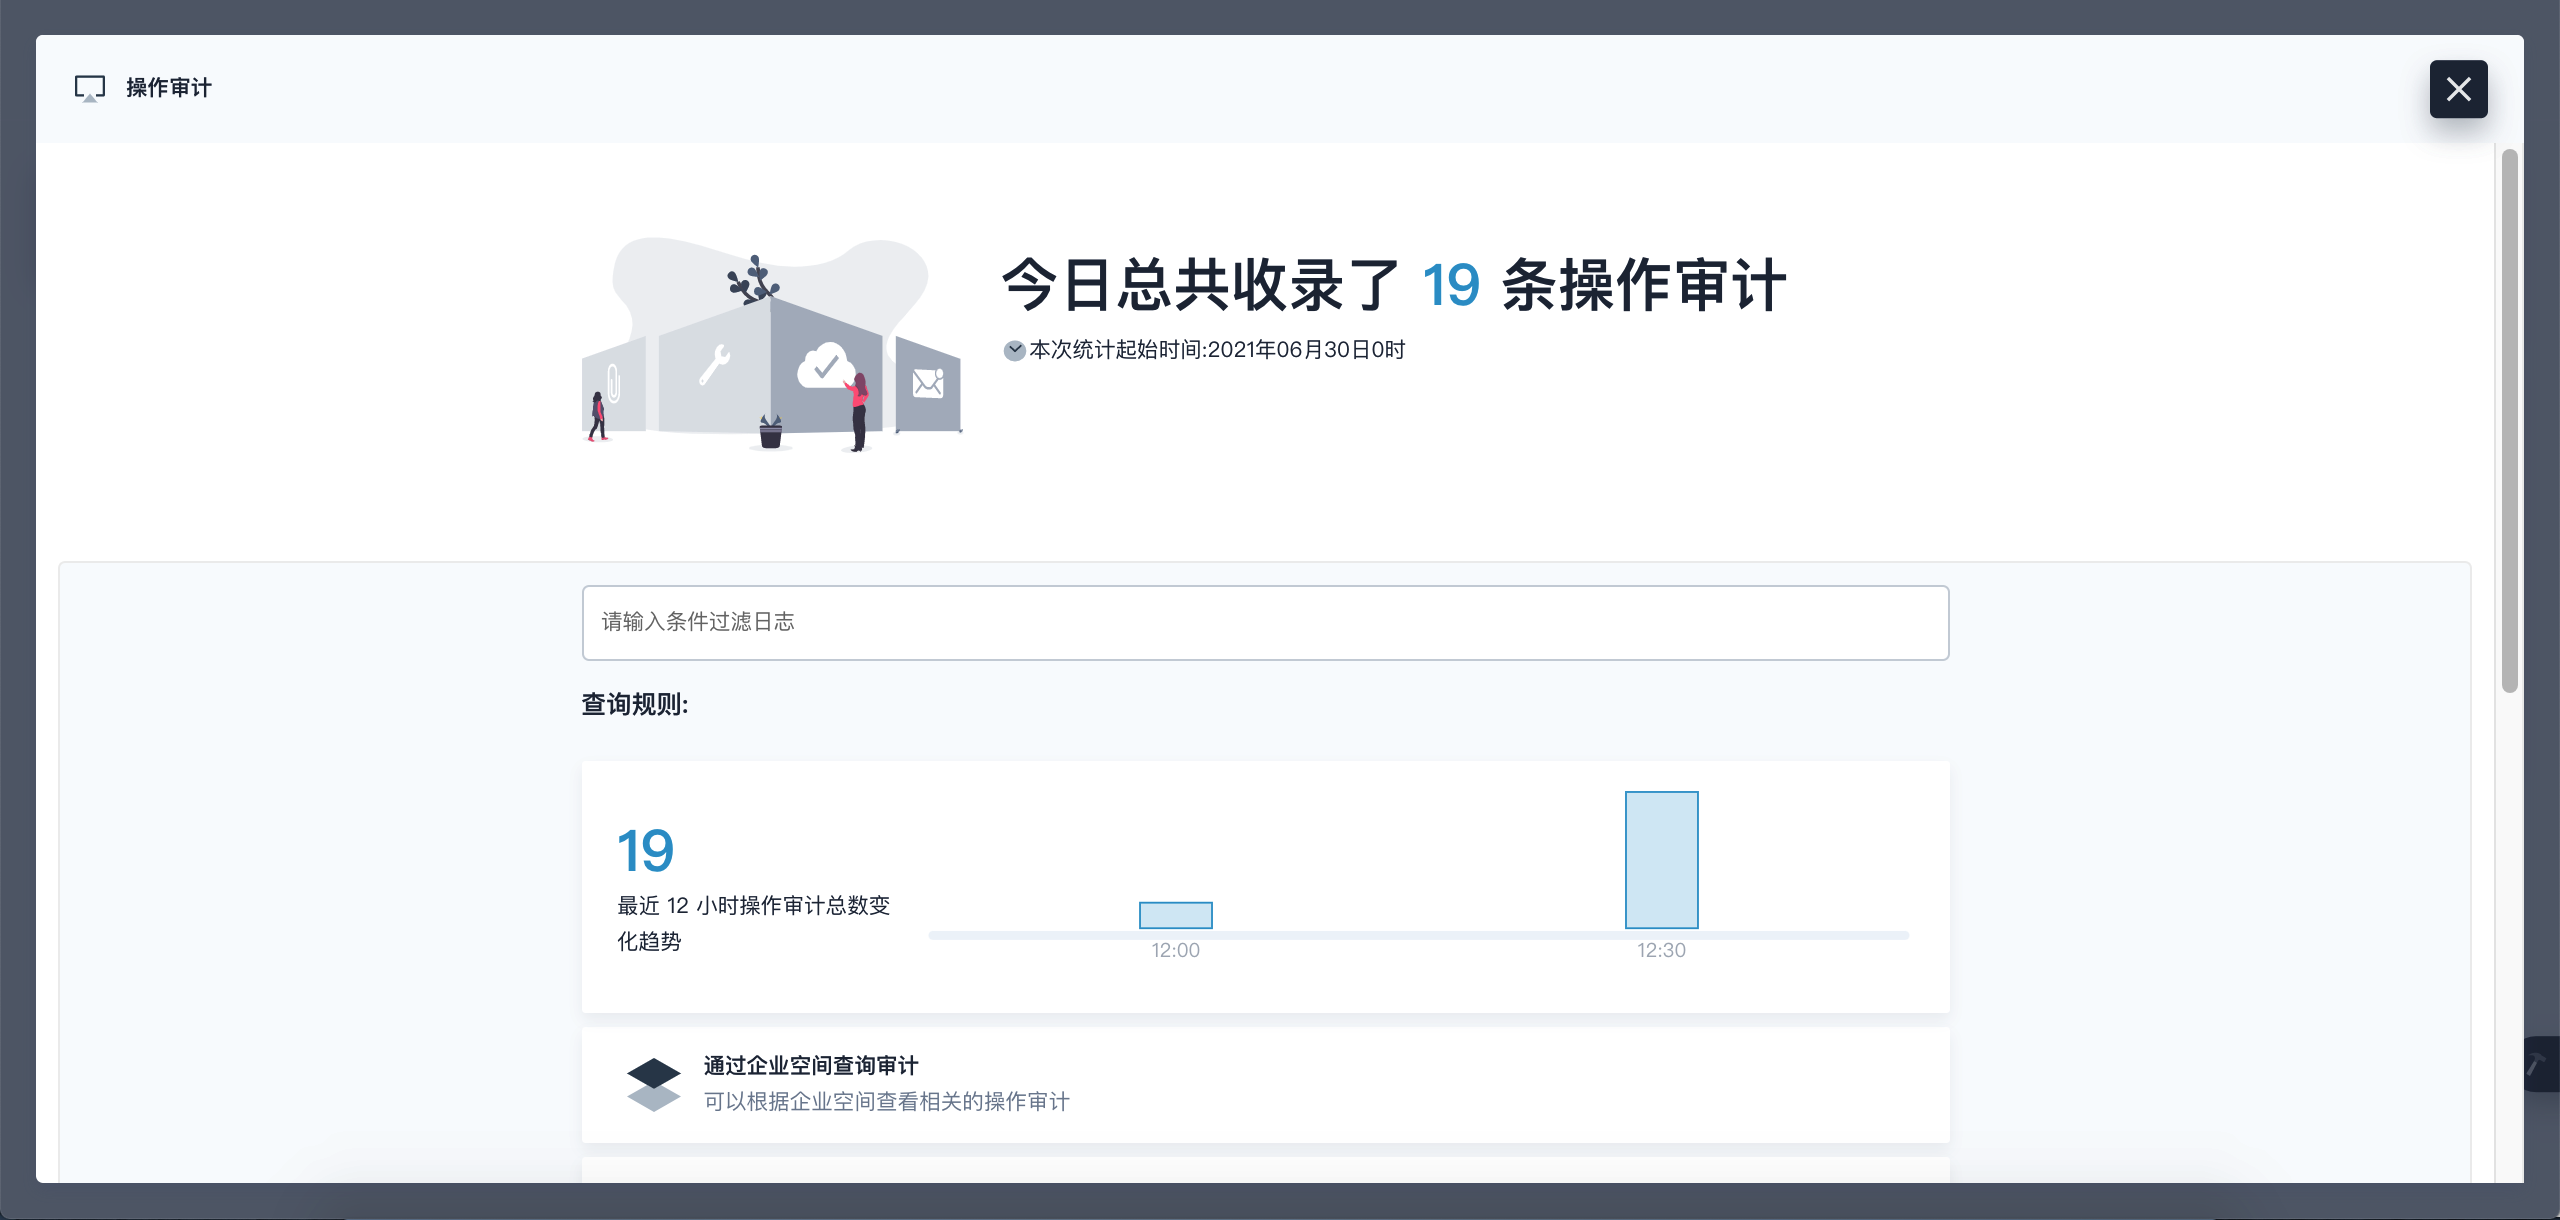 操作审计
今日总共收录了 19 条操作审计
本次统计起始时间:2021年06月30日0时
请输入条件过滤日志
查询规则:
19
最近 12 小时操作审计总数变
化趋势
12:00
12:30
通过企业空间查询审计
可以根据企业空间查看相关的操作审计